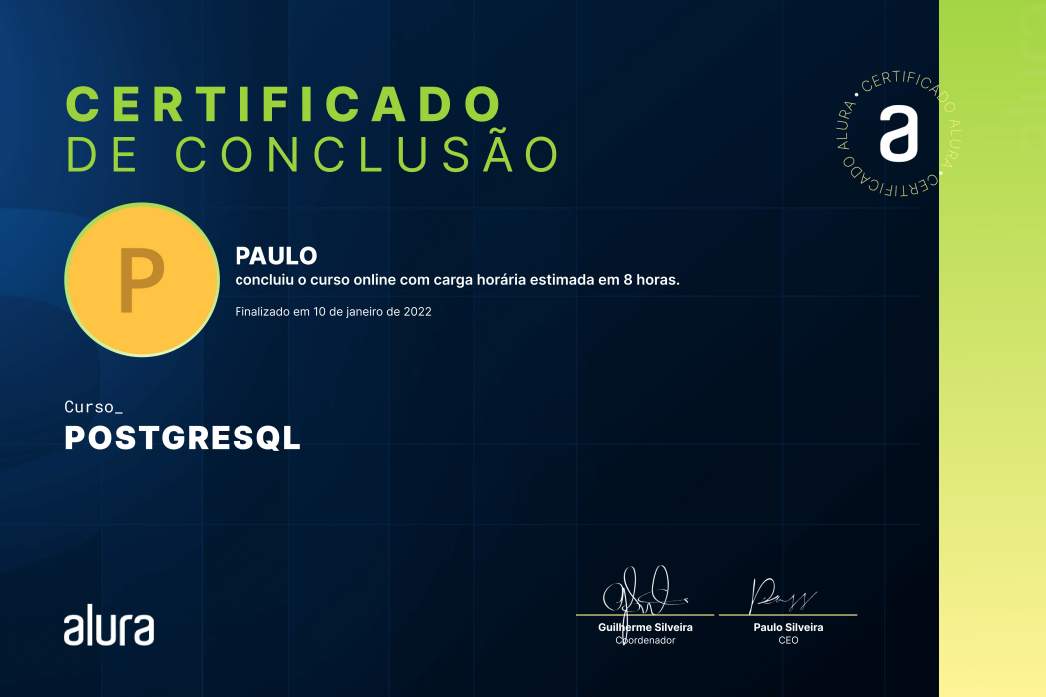 CERTIFICADO
DE CONCLUSÃO
CERTIFICADO ALURA • CERTIFICADO ALURA •
a
P
PAULO
concluiu o curso online com carga horária estimada em 8 horas.
Finalizado em 10 de janeiro de 2022
Curso_
POSTGRESQL
alura
Guilherme Silveira
Coordenador
Paulo Silveira
CEO